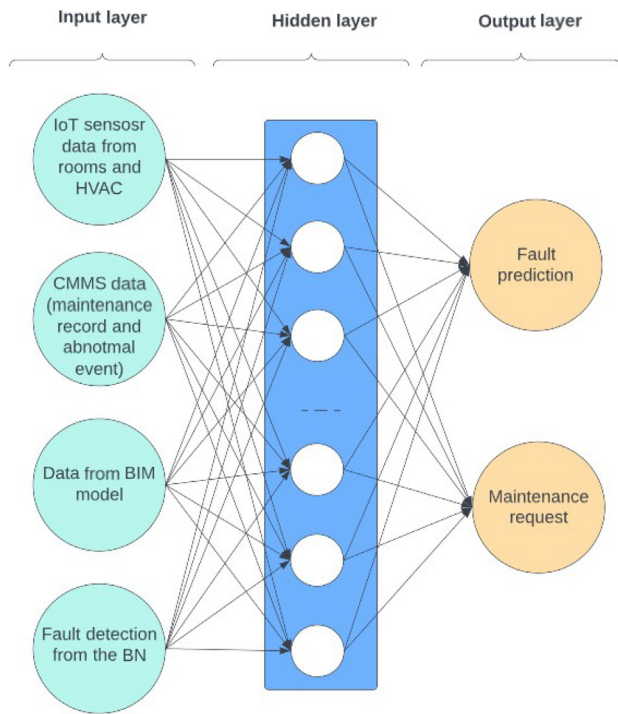 Input layer
Hidden layer
Output layer
IoT sensosr
data from
rooms and
HVAC
CMMS data
(maintenance
record and
abnotmal
event)
Data from BIM
model
Fault detection
from the BN
Fault
prediction
Maintenance
request